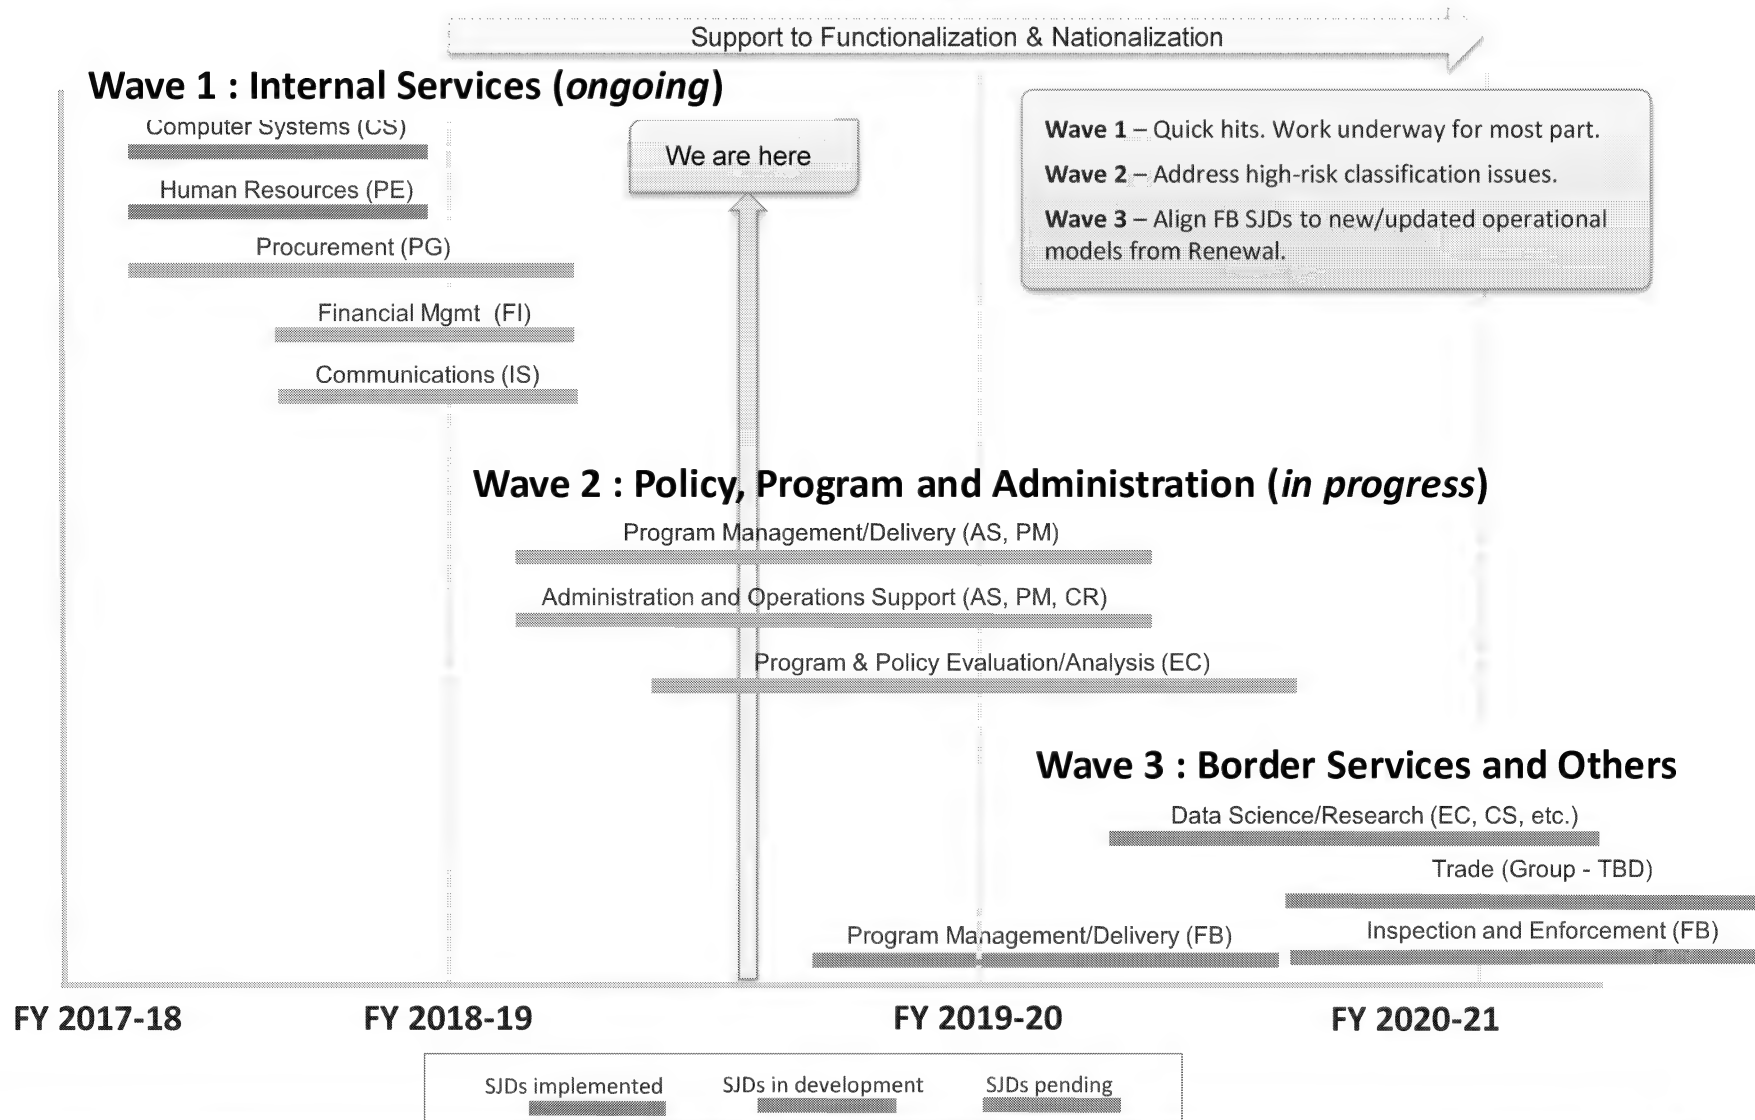 Support to Functionalization & Nationalization
Wave 1 : Internal Services (ongoing)
Computer Systems (CS)
Human Resources (PE)
Procurement (PG)
Financial Mgmt (FI)
Communications (IS)
We are here
Wave 1 – Quick hits. Work underway for most part.
Wave 2 – Address high-risk classification issues.
Wave 3 – Align FB SJDs to new/updated operational
models from Renewal.
Wave 2 : Policy, Program and Administration (in progress)
Program Management/Delivery (AS, PM)
Administration and Operations Support (AS, PM, CR)
Program & Policy Evaluation/Analysis (EC)
Wave 3 : Border Services and Others
Data Science/Research (EC, CS, etc.)
Trade (Group - TBD)
Program Management/Delivery (FB)
Inspection and Enforcement (FB)
FY 2017-18
FY 2018-19
FY 2019-20
FY 2020-21
SJDs implemented
SJDs in development
SJDs pending